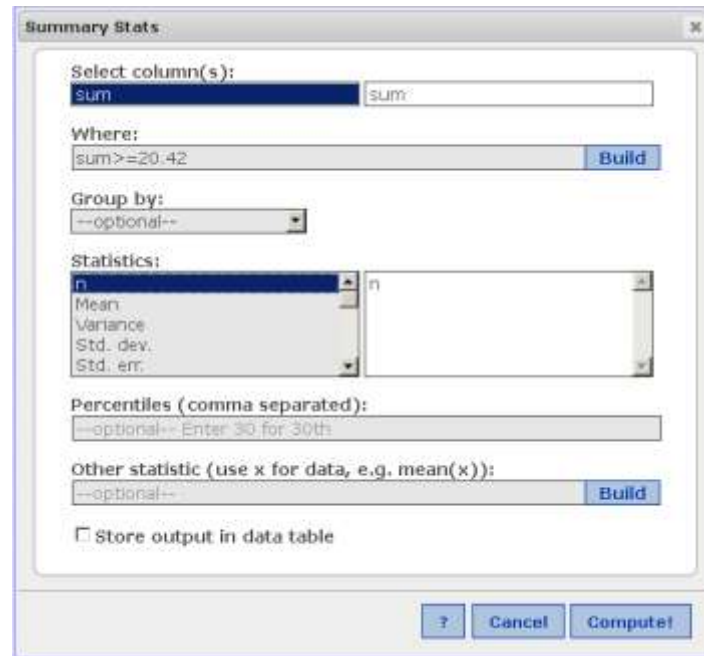 Summary Stats
Select column(s):
sum sum
Where:
sum>=20.42 Build
Group by:
--optional--
Statistics:
n n
Mean
Variance
Std. dev.
Std. err.
Percentiles (comma separated):
--optional-- Enter 30 for 30th
Other statistic (use x for data, e.g. mean(x)):
--optional-- Build
Store output in data table
? Cancel Compute!